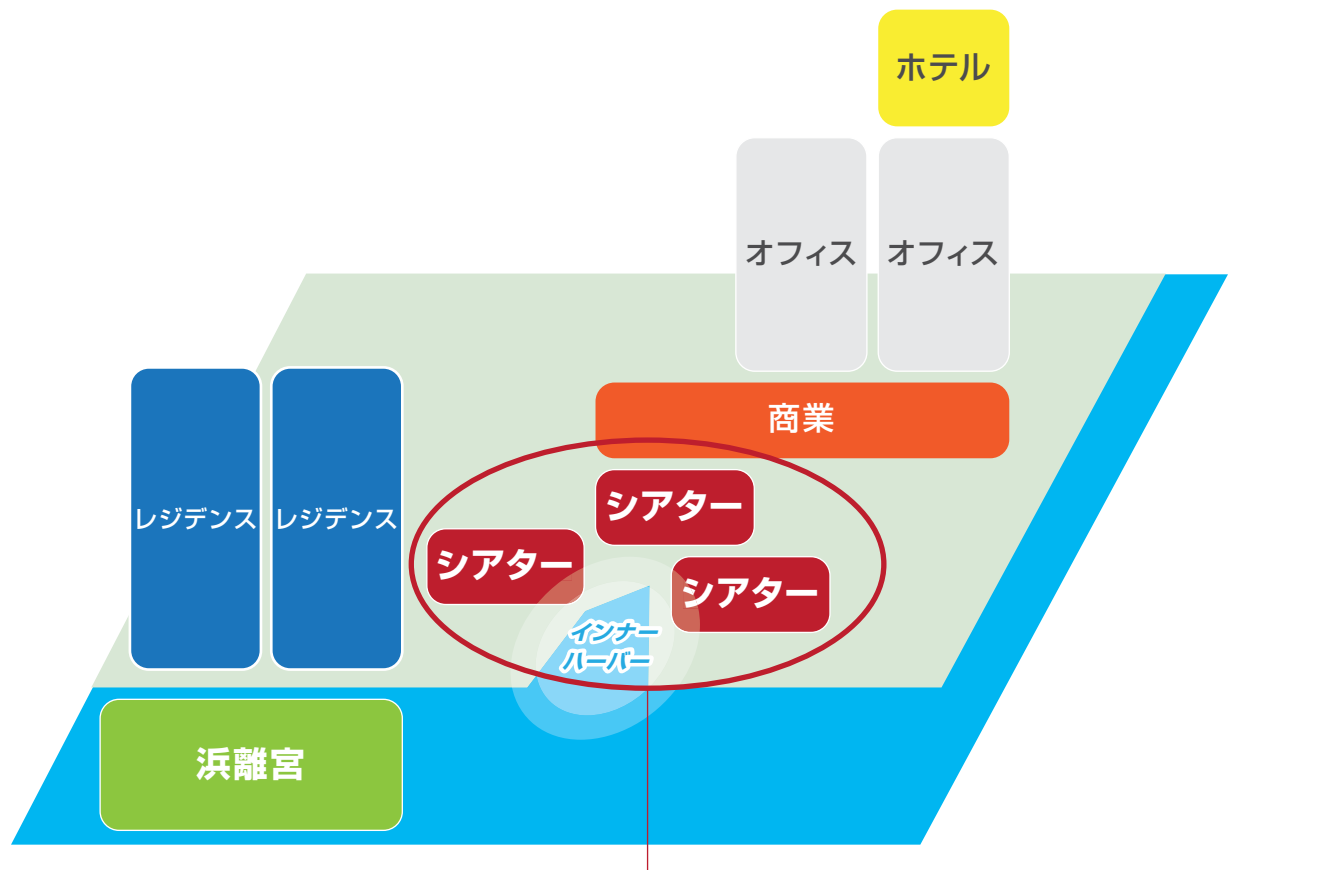 ホテル
オフィス
オフィス
商業
レジデンス
レジデンス
シアター
シアター
シアター
インナー
ハーバー
浜離宮